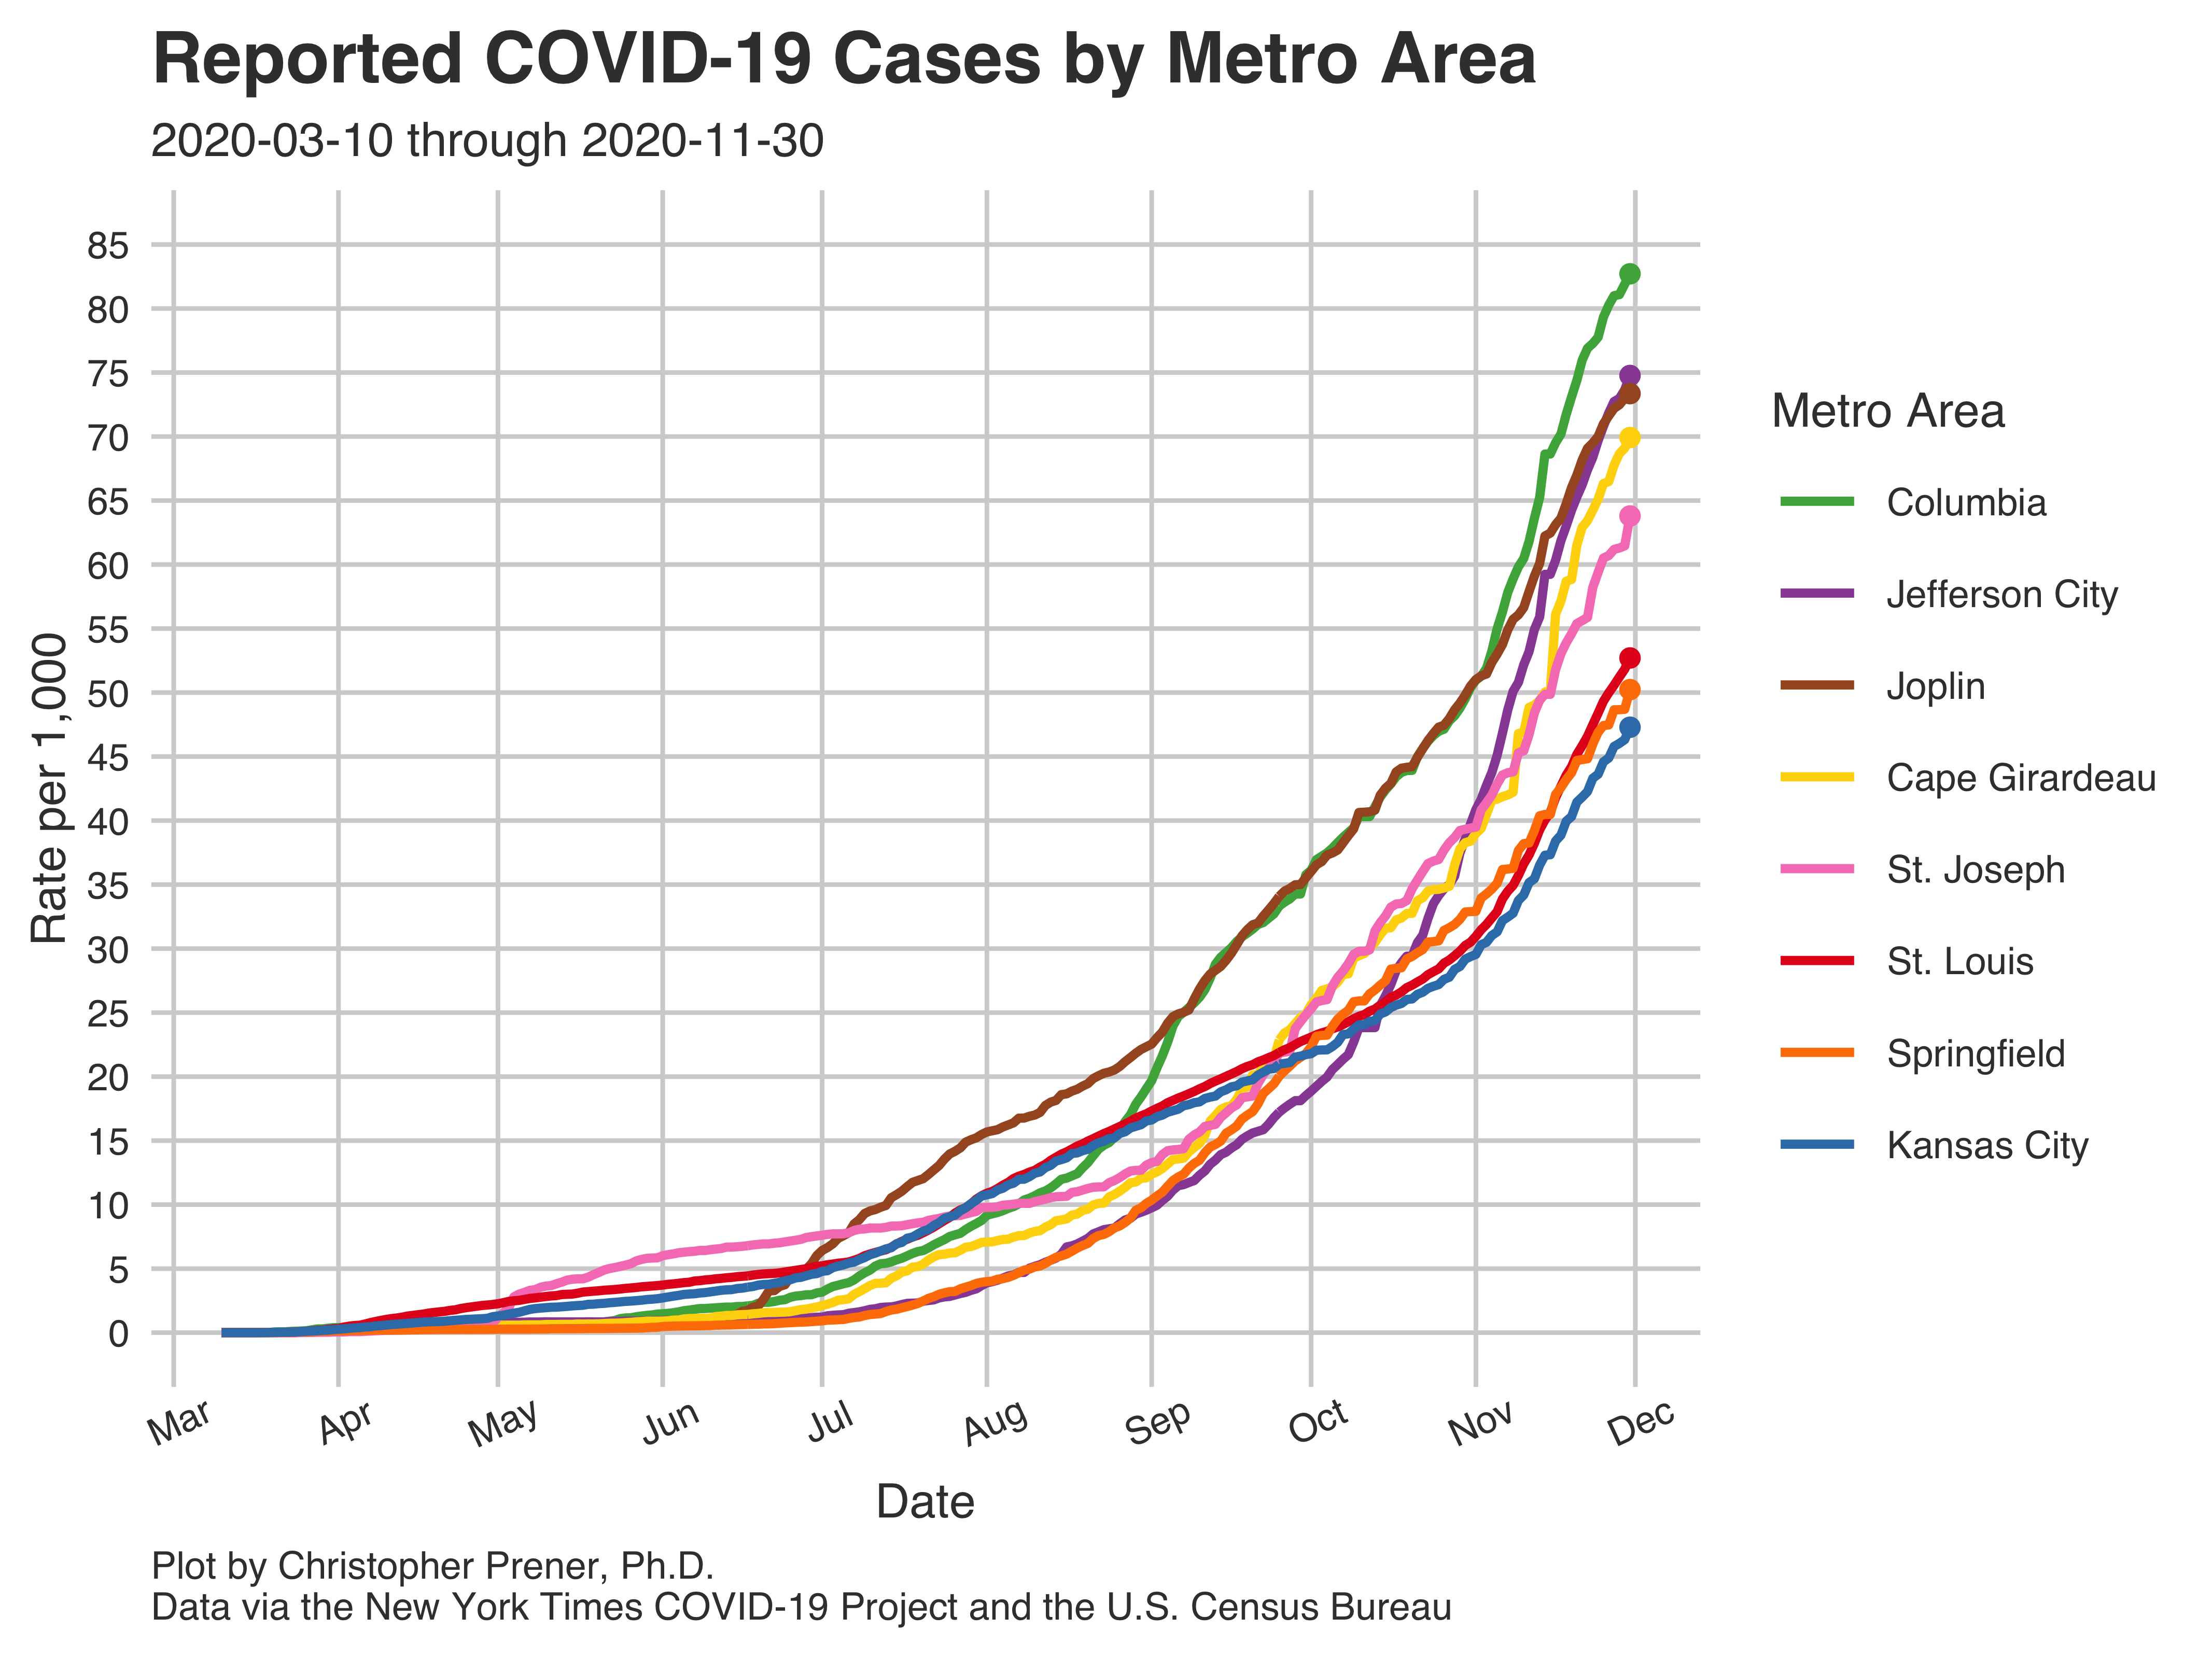 Reported COVID-19 Cases by Metro Area
2020-03-10 through 2020-11-30
85
80
75
70
65
60
55
50
45
40
35
30
25
20
15
10
5
0
Rate per 1,000
Mar
Apr
May
Jun
Jul
Aug
Sep
Oct
Nov
Dec
Date
Metro Area
Columbia
Jefferson City
Joplin
Cape Girardeau
St. Joseph
St. Louis
Springfield
Kansas City
Plot by Christopher Prener, Ph.D.
Data via the New York Times COVID-19 Project and the U.S. Census Bureau